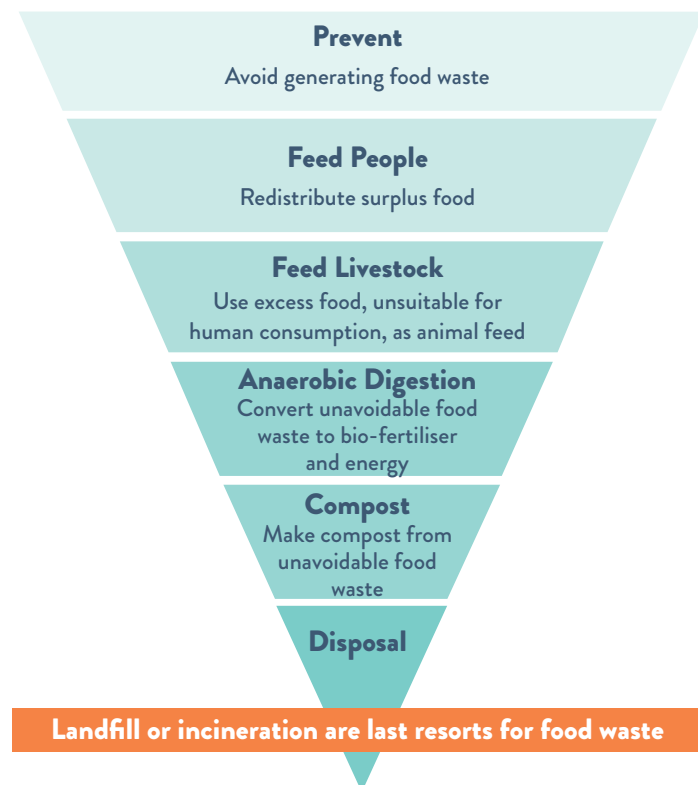 Prevent
Avoid generating food waste
Feed People
Redistribute surplus food
Feed Livestock
Use excess food, unsuitable for
human consumption, as animal feed
Anaerobic Digestion
Convert unavoidable food
waste to bio-fertiliser
and energy
Compost
Make compost from
unavoidable food
waste
Disposal
Landfill or incineration are last resorts for food waste